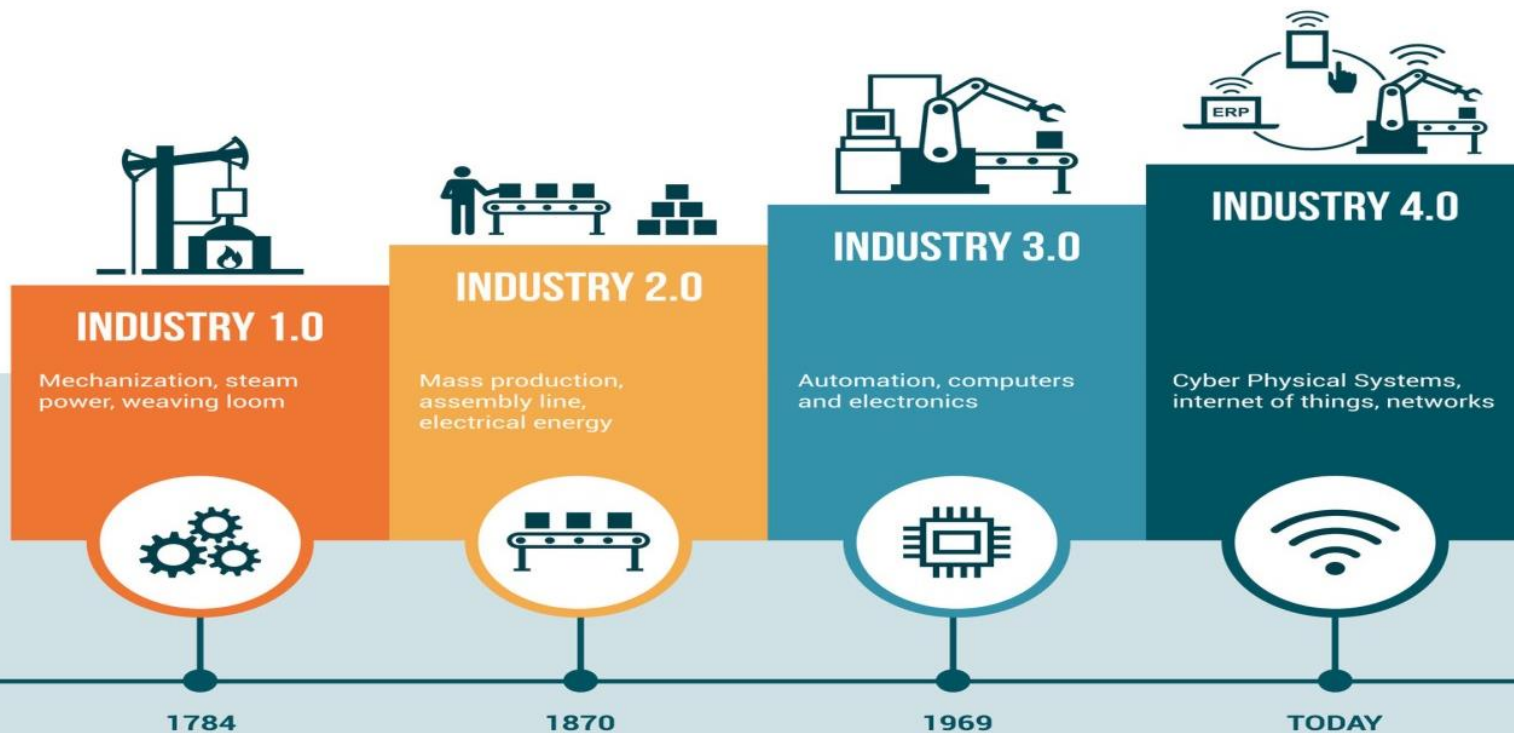 ERP
INDUSTRY 1.0
Mechanization, steam
power, weaving loom
INDUSTRY 2.0
Mass production,
assembly line,
electrical energy
INDUSTRY 3.0
Automation, computers
and electronics
INDUSTRY 4.0
Cyber Physical Systems,
internet of things, networks
1784
1870
1969
TODAY